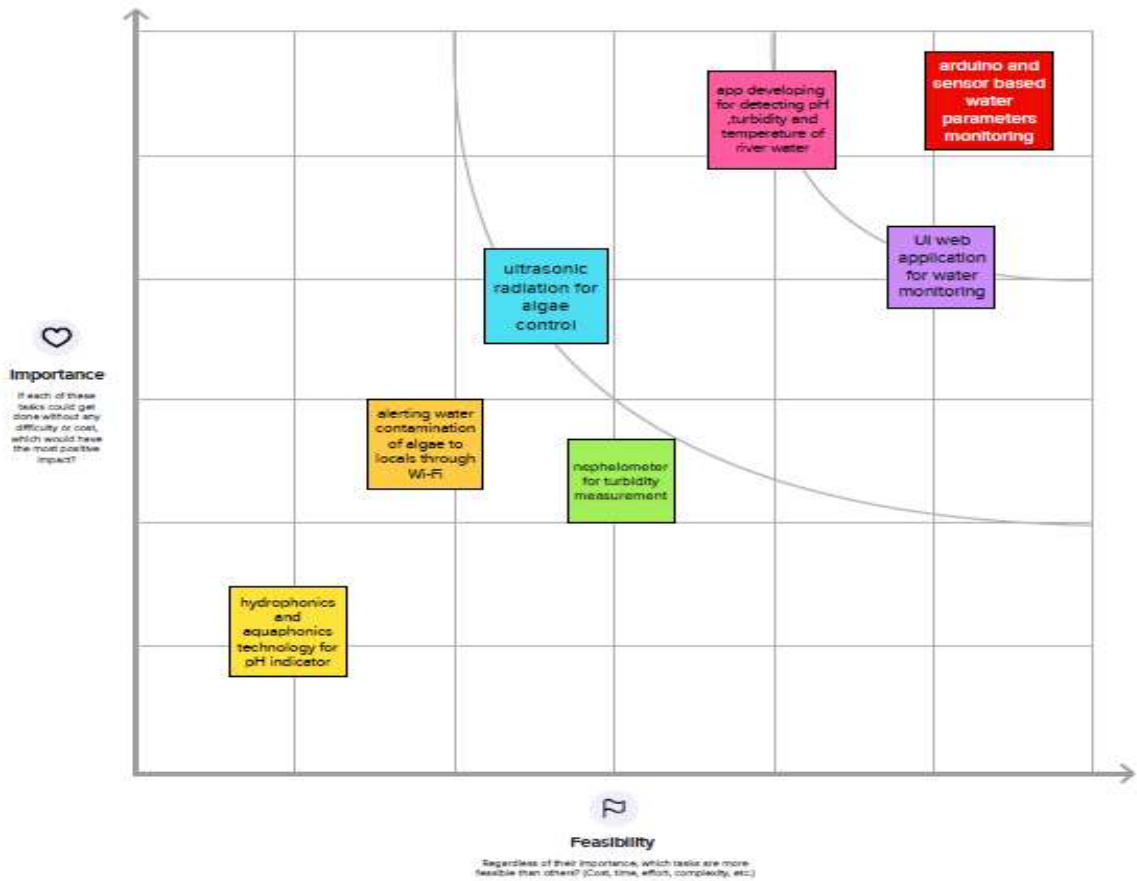 arduino and
sensor based
water
parameters
monitoring
app developing
for detecting pH
,turbidity and
temperature of
river water
UI web
application
for water
monitoring
ultrasonic
radiation for
algae
control
Importance
If each of these
tasks could get
done without any
difficulty or cost,
which would have
the most positive
impact?
alerting water
contamination
of algae to
locals through
Wi-Fi
nephelometer
for turbidity
measurement
hydrophonics
and
aquaphonics
technology for
pH indicator
Feasibility
Regardless of their importance, which tasks are more
feasible than others? (Cost, time, effort, complexity, etc.)